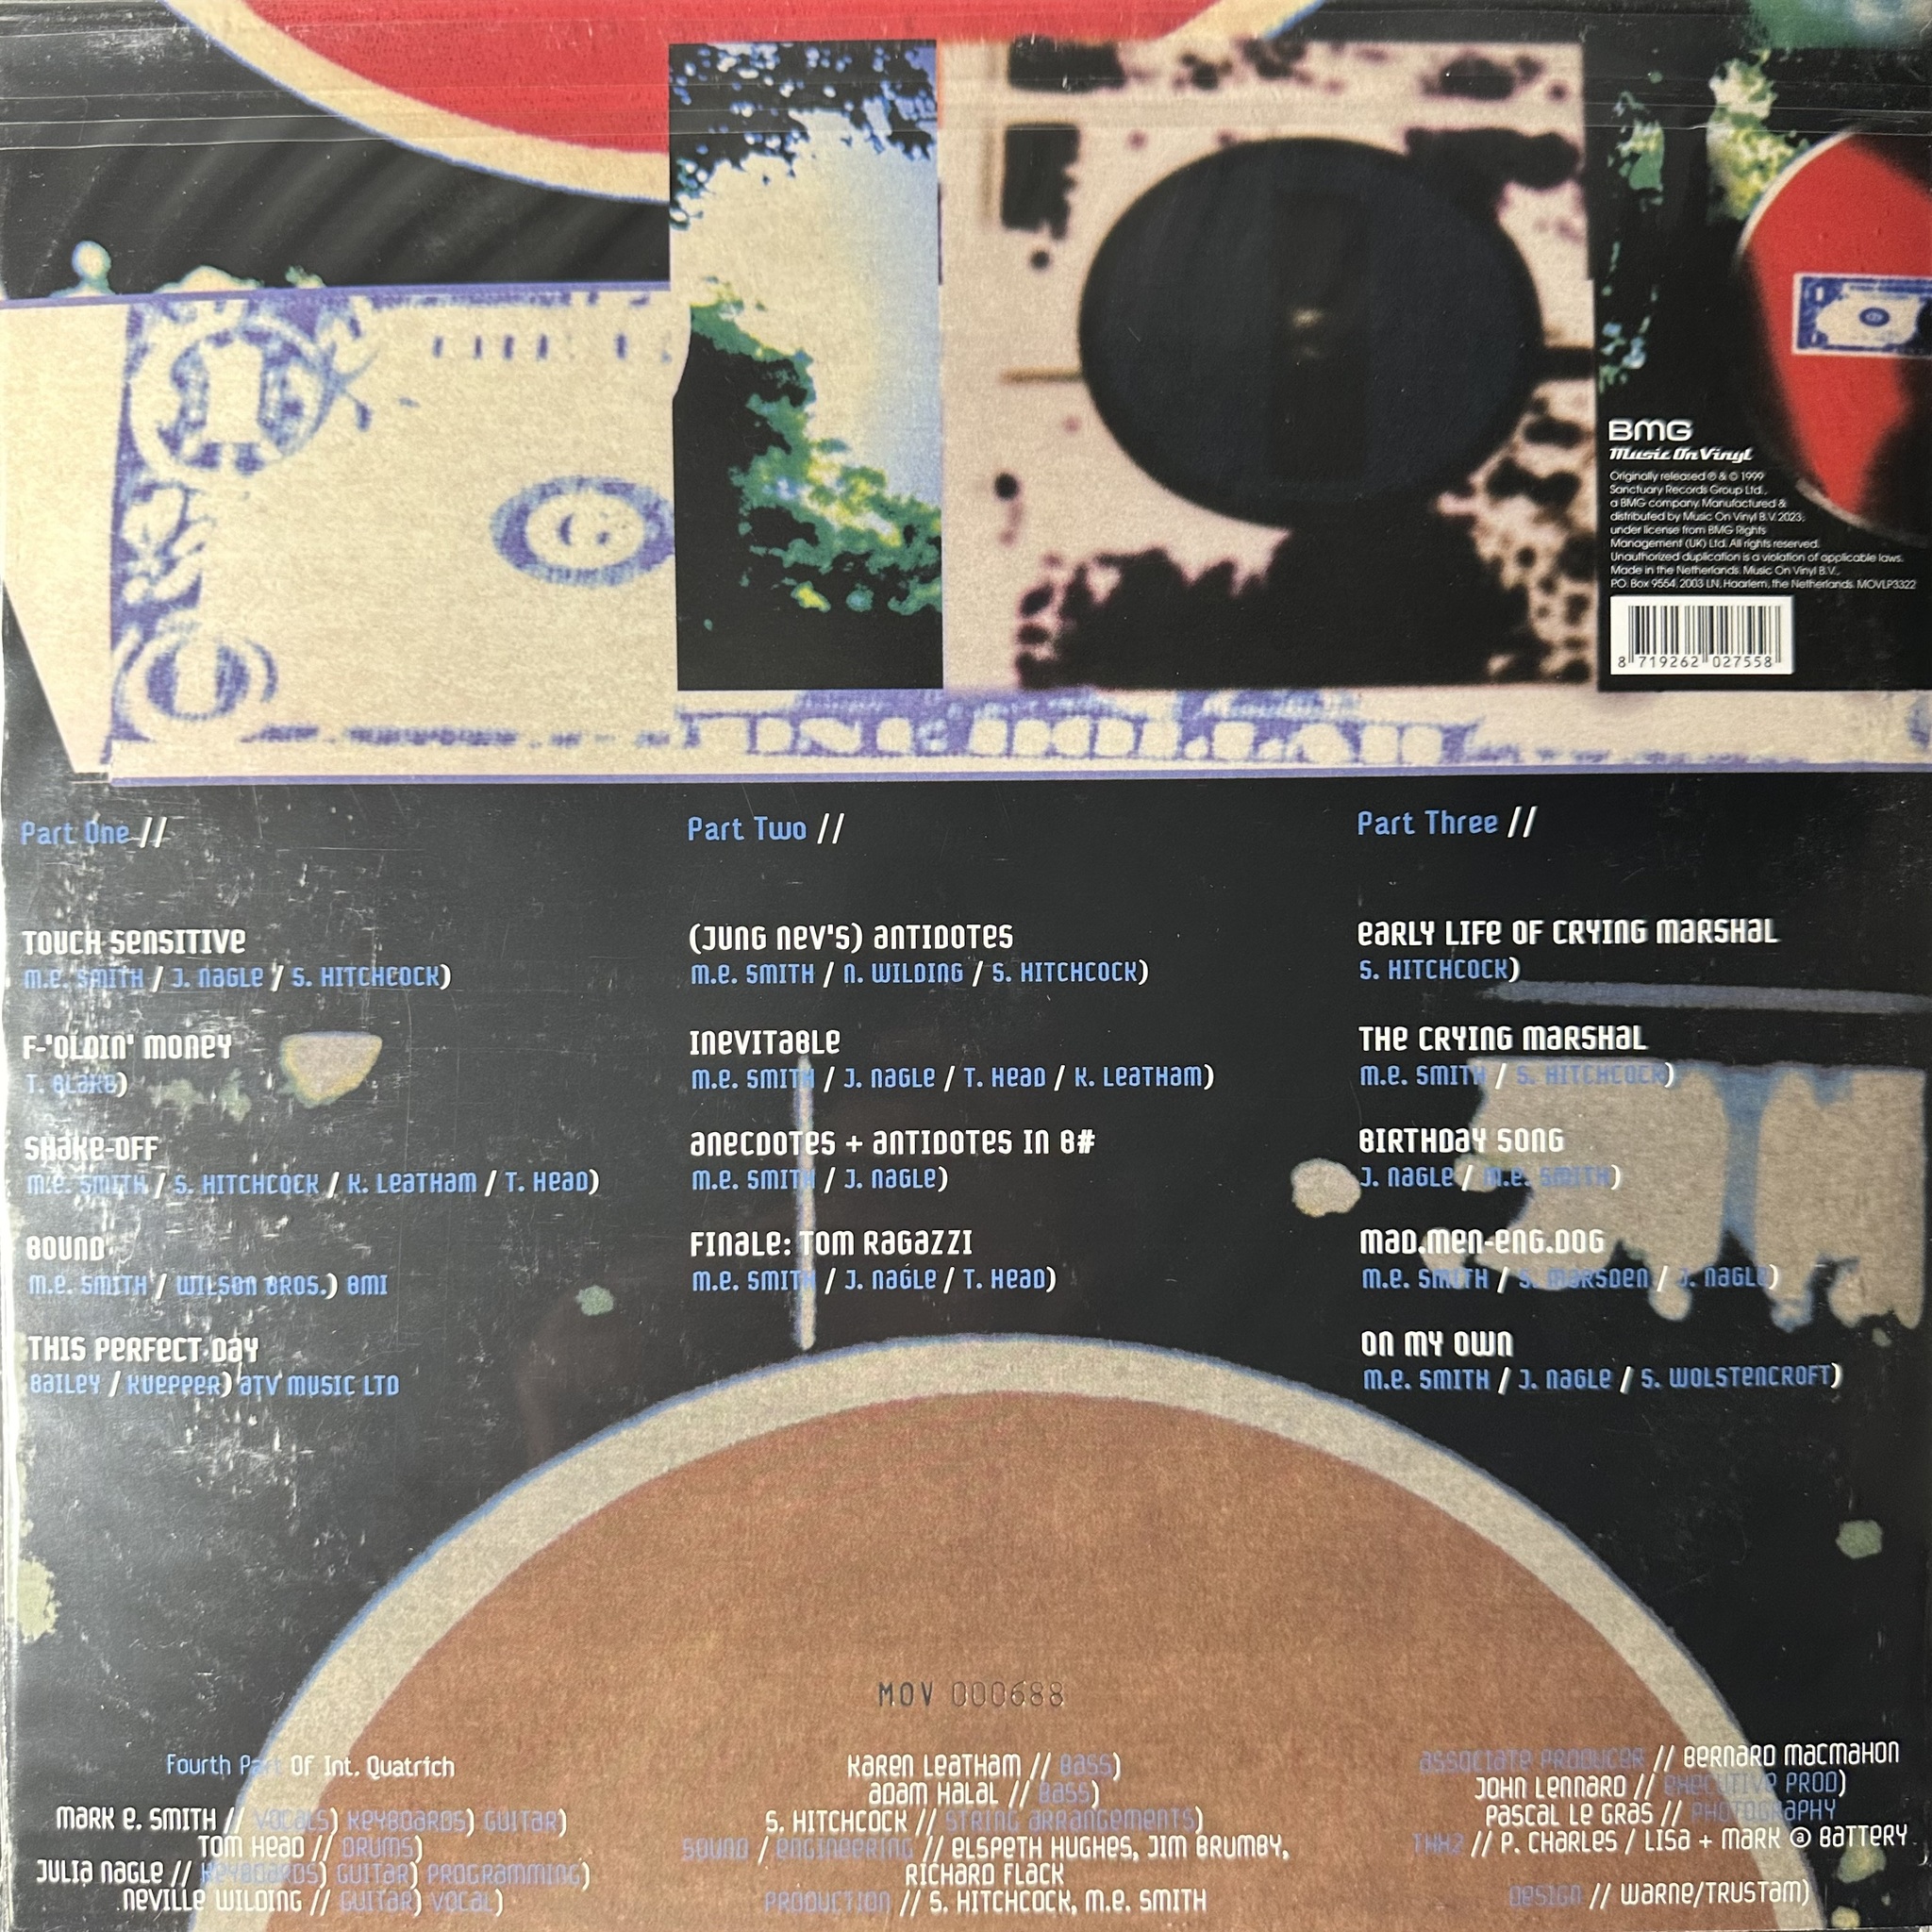 BMG
Music On Vinyl
Originally released ℗ & © 1999
Sanctuary Records Group Ltd.,
a BMG company. Manufactured &
distributed by Music On Vinyl B.V. 2023,
under license from BMG Rights
Management (UK) Ltd. All rights reserved.
Unauthorized duplication is a violation of applicable laws.
Made in the Netherlands. Music On Vinyl B.V.,
P.O. Box 9554, 2003 LN, Haarlem, the Netherlands. MOVLP3322
8 719262 027558
ONE DOLLAR
Part One //
TOUCH SENSITIVE
M.E. SMITH / J. NAGLE / S. HITCHCOCK)
F-'OLDIN' MONEY
T. BLAKE)
SHAKE-OFF
M.E. SMITH / S. HITCHCOCK / K. LEATHAM / T. HEAD)
BOUND
M.E. SMITH / WILSON BROS.) BMI
THIS PERFECT DAY
BAILEY / KUEPPER) ATV MUSIC LTD
Part Two //
(JUNG NEV'S) ANTIDOTES
M.E. SMITH / N. WILDING / S. HITCHCOCK)
INEVITABLE
M.E. SMITH / J. NAGLE / T. HEAD / K. LEATHAM)
ANECDOTES + ANTIDOTES IN B#
M.E. SMITH / J. NAGLE)
FINALE: TOM RAGAZZI
M.E. SMITH / J. NAGLE / T. HEAD)
Part Three //
EARLY LIFE OF CRYING MARSHAL
S. HITCHCOCK)
THE CRYING MARSHAL
M.E. SMITH / S. HITCHCOCK)
BIRTHDAY SONG
J. NAGLE / M.E. SMITH)
MAD.MEN-ENG.DOG
M.E. SMITH / S. MARSDEN / J. NAGLE)
ON MY OWN
M.E. SMITH / J. NAGLE / S. WOLSTENCROFT)
MOV 000688
Fourth Part Of Int. Quatrich
MARK E. SMITH // VOCALS) KEYBOARDS) GUITAR)
TOM HEAD // DRUMS)
JULIA NAGLE // KEYBOARDS) GUITAR) PROGRAMMING)
NEVILLE WILDING // GUITAR) VOCAL)
KAREN LEATHAM // BASS)
ADAM HALAL // BASS)
S. HITCHCOCK // STRING ARRANGEMENTS)
SOUND / ENGINEERING // ELSPETH HUGHES, JIM BRUMBY,
RICHARD FLACK
PRODUCTION // S. HITCHCOCK, M.E. SMITH
ASSOCIATE PRODUCER // BERNARD MACMAHON
JOHN LENNARD // EXECUTIVE PROD)
PASCAL LE GRAS // PHOTOGRAPHY
THX2 // P. CHARLES / LISA + MARK @ BATTERY
DESIGN // WARNE/TRUSTAM)